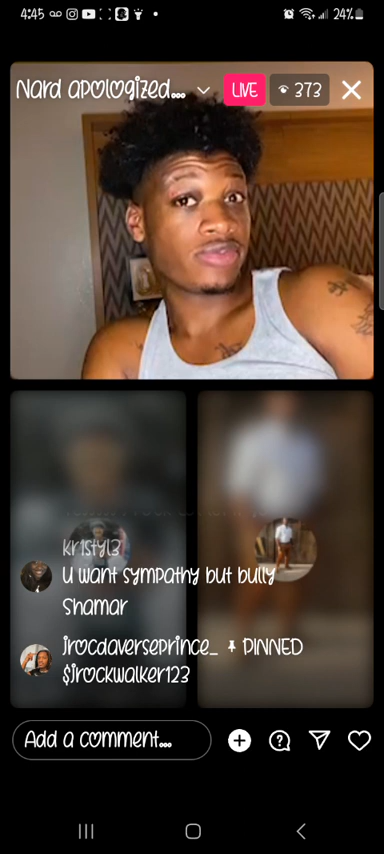 4:45
24%
Nard apologized...
LIVE
373
kr1styl3
U want sympathy but bully
Shamar
jrocdaverseprince_ PINNED
$jrockwalker123
Add a comment...